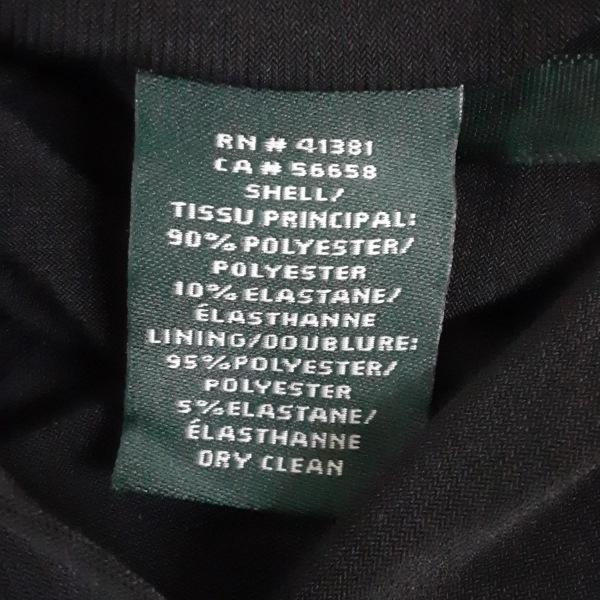 RN # 41381
CA # 56658
SHELL/
TISSU PRINCIPAL:
90% POLYESTER/
POLYESTER
10% ELASTANE/
ÉLASTHANNE
LINING/DOUBLURE:
95% POLYESTER/
POLYESTER
5% ELASTANE/
ÉLASTHANNE
DRY CLEAN